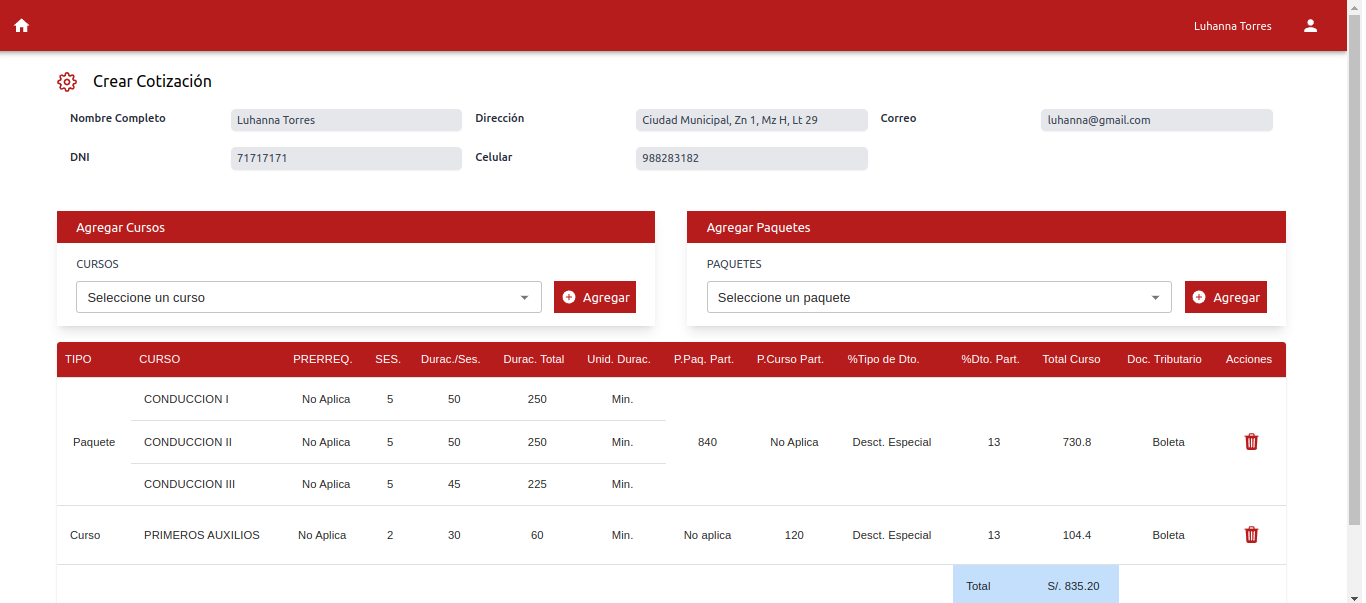 Luhanna Torres
Crear Cotización
Nombre Completo Luhanna Torres Dirección Ciudad Municipal, Zn 1, Mz H, Lt 29 Correo luhanna@gmail.com
DNI 71717171 Celular 988283182
Agregar Cursos Agregar Paquetes
CURSOS PAQUETES
Seleccione un curso Agregar Seleccione un paquete Agregar
TIPO CURSO PRERREQ. SES. Durac./Ses. Durac. Total Unid. Durac. P.Paq. Part. P.Curso Part. %Tipo de Dto. %Dto. Part. Total Curso Doc. Tributario Acciones
CONDUCCION I No Aplica 5 50 250 Min.
Paquete CONDUCCION II No Aplica 5 50 250 Min. 840 No Aplica Desct. Especial 13 730.8 Boleta
CONDUCCION III No Aplica 5 45 225 Min.
Curso PRIMEROS AUXILIOS No Aplica 2 30 60 Min. No aplica 120 Desct. Especial 13 104.4 Boleta
Total S/. 835.20